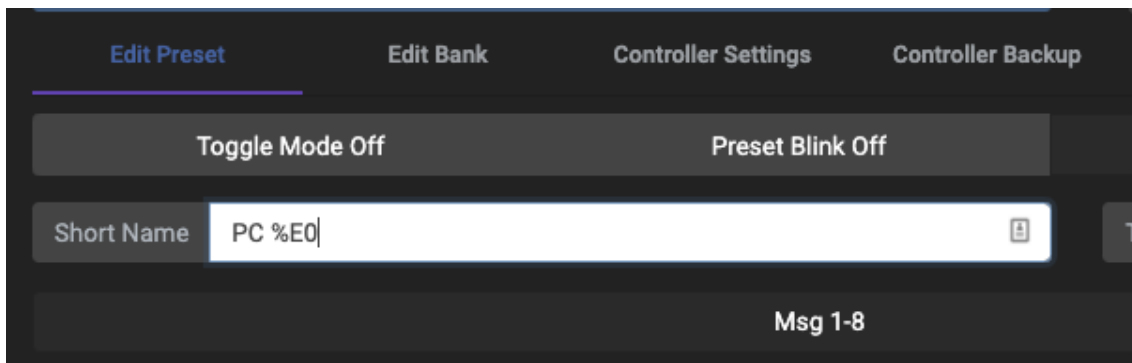 Edit Preset Edit Bank Controller Settings Controller Backup
Toggle Mode Off Preset Blink Off
Short Name PC %E0
Msg 1-8